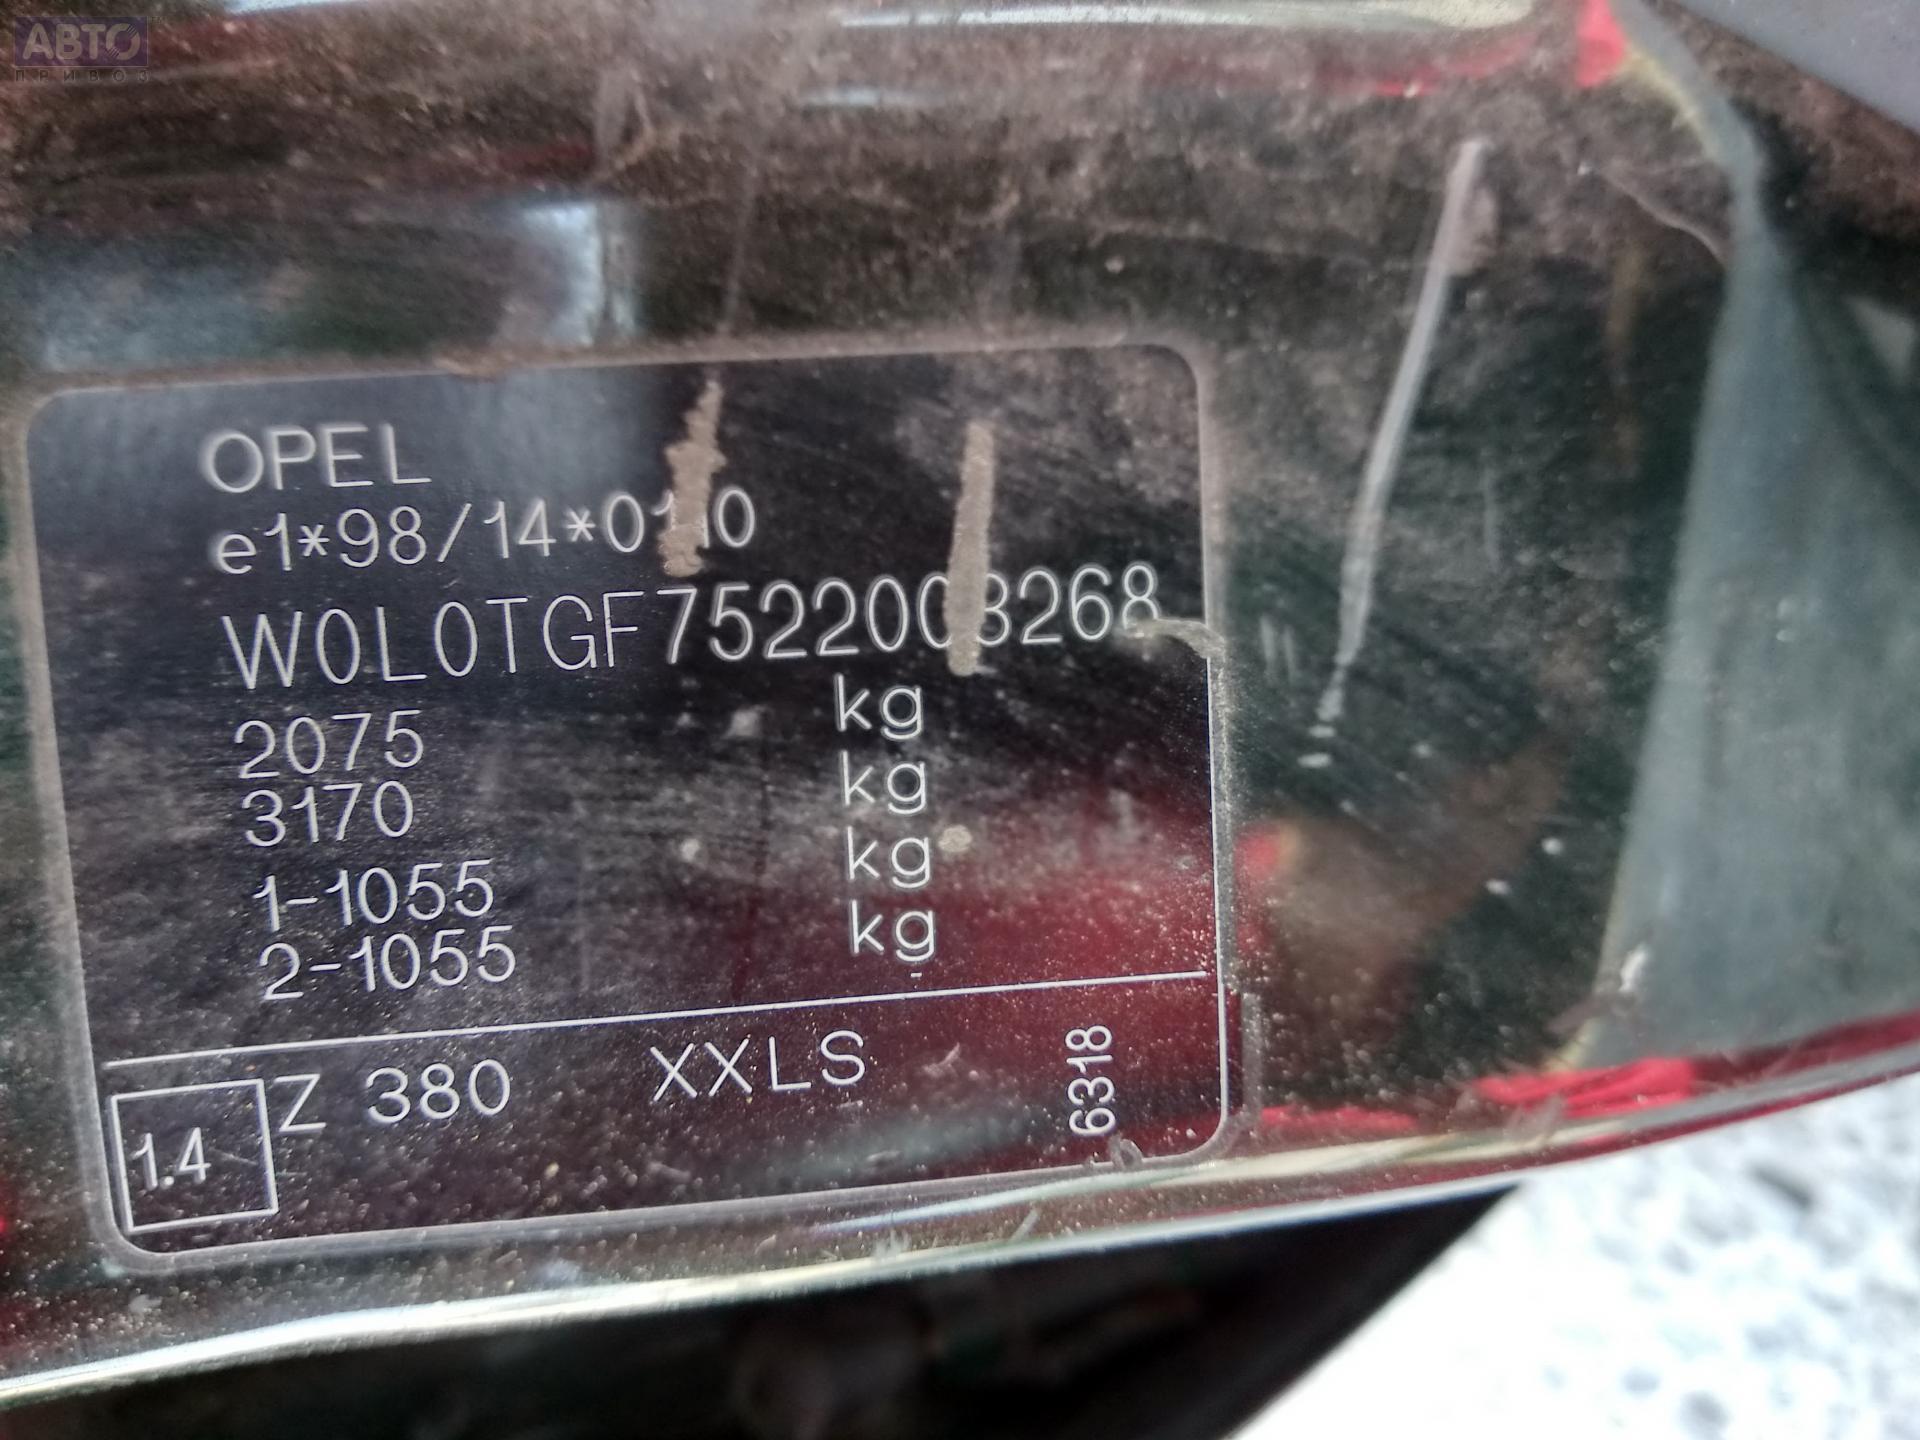 АВТО
ПРИВОЗ
OPEL
e1*98/14*0110
W0L0TGF7522003268
2075 kg
3170 kg
1-1055 kg
2-1055 kg
1.4 Z 380 XXLS
6318